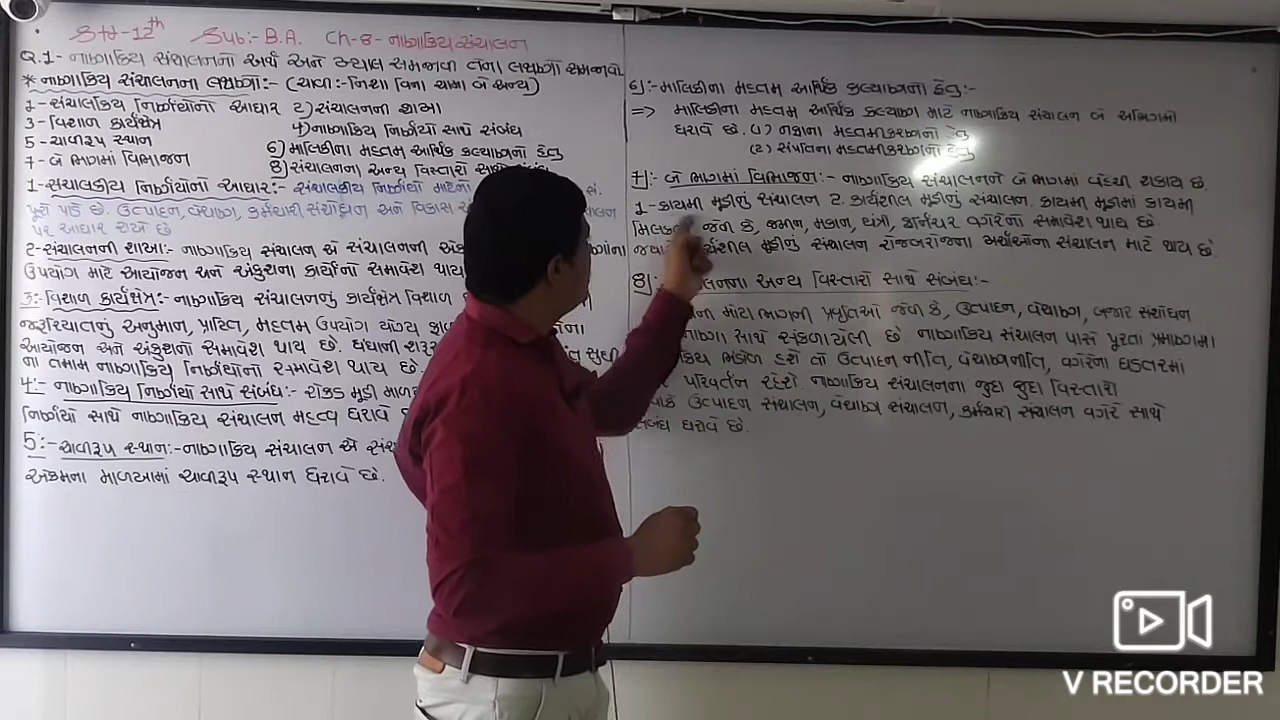 Std-12th Sub:- B.A. Ch-8- નાણાકિય સંચાલન
Q.1- નાણાકિય સંચાલનનો અર્થ અને ખ્યાલ સમજાવી તેના લક્ષણો સમજાવો.
* નાણાકિય સંચાલનના લક્ષણો:- (ચાવી:- નિશા વિના ચામા બે અન્ય)
1- સંચાલકિય નિર્ણયોનો આધાર 2) સંચાલનની શાખા
3- વિશાળ કાર્યક્ષેત્ર 4) નાણાકિય નિર્ણયો સાથે સંબંધ
5- ચાવીરૂપ સ્થાન 6) માલિકીના મહત્તમ આર્થિક કલ્યાણનો હેતુ
7- બે ભાગમાં વિભાજન 8) સંચાલનના અન્ય વિસ્તારો સાથે સંબંધ
1- સંચાલકીય નિર્ણયોનો આધાર:- સંચાલકીય નિર્ણયો માટેનો
પૂરો પાડે છે. ઉત્પાદન, વેચાણ, કર્મચારી સંચાલન અને વિકાસ
પર આધાર રાખે છે
2- સંચાલનની શાખા:- નાણાકિય સંચાલન એ સંચાલનની
ઉપયોગ માટે આયોજન અને અંકુશના કાર્યોનો સમાવેશ થાય
3:- વિશાળ કાર્યક્ષેત્ર:- નાણાકિય સંચાલનનું કાર્યક્ષેત્ર વિશાળ
જરૂરિયાતનું અનુમાન, પ્રાપ્તિ, મહત્તમ ઉપયોગ યોગ્ય
આયોજન અને અંકુશનો સમાવેશ થાય છે. ધંધાની શરૂ
ના તમામ નાણાકિય નિર્ણયોનો સમાવેશ થાય છે.
4:- નાણાકિય નિર્ણયો સાથે સંબંધ:- રોકડ મૂડી માળ
નિર્ણયો સાથે નાણાકિય સંચાલન મહત્વ ધરાવે
5:- ચાવીરૂપ સ્થાન:- નાણાકિય સંચાલન એ
એકમના માળખામાં ચાવીરૂપ સ્થાન ધરાવે છે.
6):- માલિકીના મહત્તમ આર્થિક કલ્યાણનો હેતુ:-
=> માલિકીના મહત્તમ આર્થિક કલ્યાણ માટે નાણાકિય સંચાલન બે અભિગમો
ધરાવે છે. (1) નફાના મહત્તમીકરણનો હેતુ
(2) સંપતિના મહત્તમીકરણનો હેતુ
7):- બે ભાગમાં વિભાજન:- નાણાકિય સંચાલનને બે ભાગમાં વહેંચી શકાય છે.
1- કાયમી મૂડીનું સંચાલન 2. કાર્યશીલ મૂડીનું સંચાલન. કાયમી મૂડીમાં કાયમી
જેવી કે, જમીન, મકાન, યંત્રો, ફર્નિચર વગેરેનો સમાવેશ થાય છે.
મૂડીનું સંચાલન રોજબરોજના ખર્ચાઓના સંચાલન માટે થાય છે.
8): અન્ય વિસ્તારો સાથે સંબંધ:-
મોટા ભાગની પ્રવૃતિઓ જેવી કે, ઉત્પાદન, વેચાણ, બજાર સંશોધન
નાણા સાથે સંકળાયેલી છે નાણાકિય સંચાલન પાસે પૂરતા પ્રમાણમાં
ભંડોળ હશે તો ઉત્પાદન નીતિ, વેચાણનીતિ, વગેરેના ઘડતરમાં
પરિવર્તન રહેશે. નાણાકિય સંચાલનના જુદા જુદા વિસ્તારો
ઉત્પાદન સંચાલન, વેચાણ સંચાલન, કર્મચારી સંચાલન વગેરે સાથે
ધરાવે છે.
V RECORDER